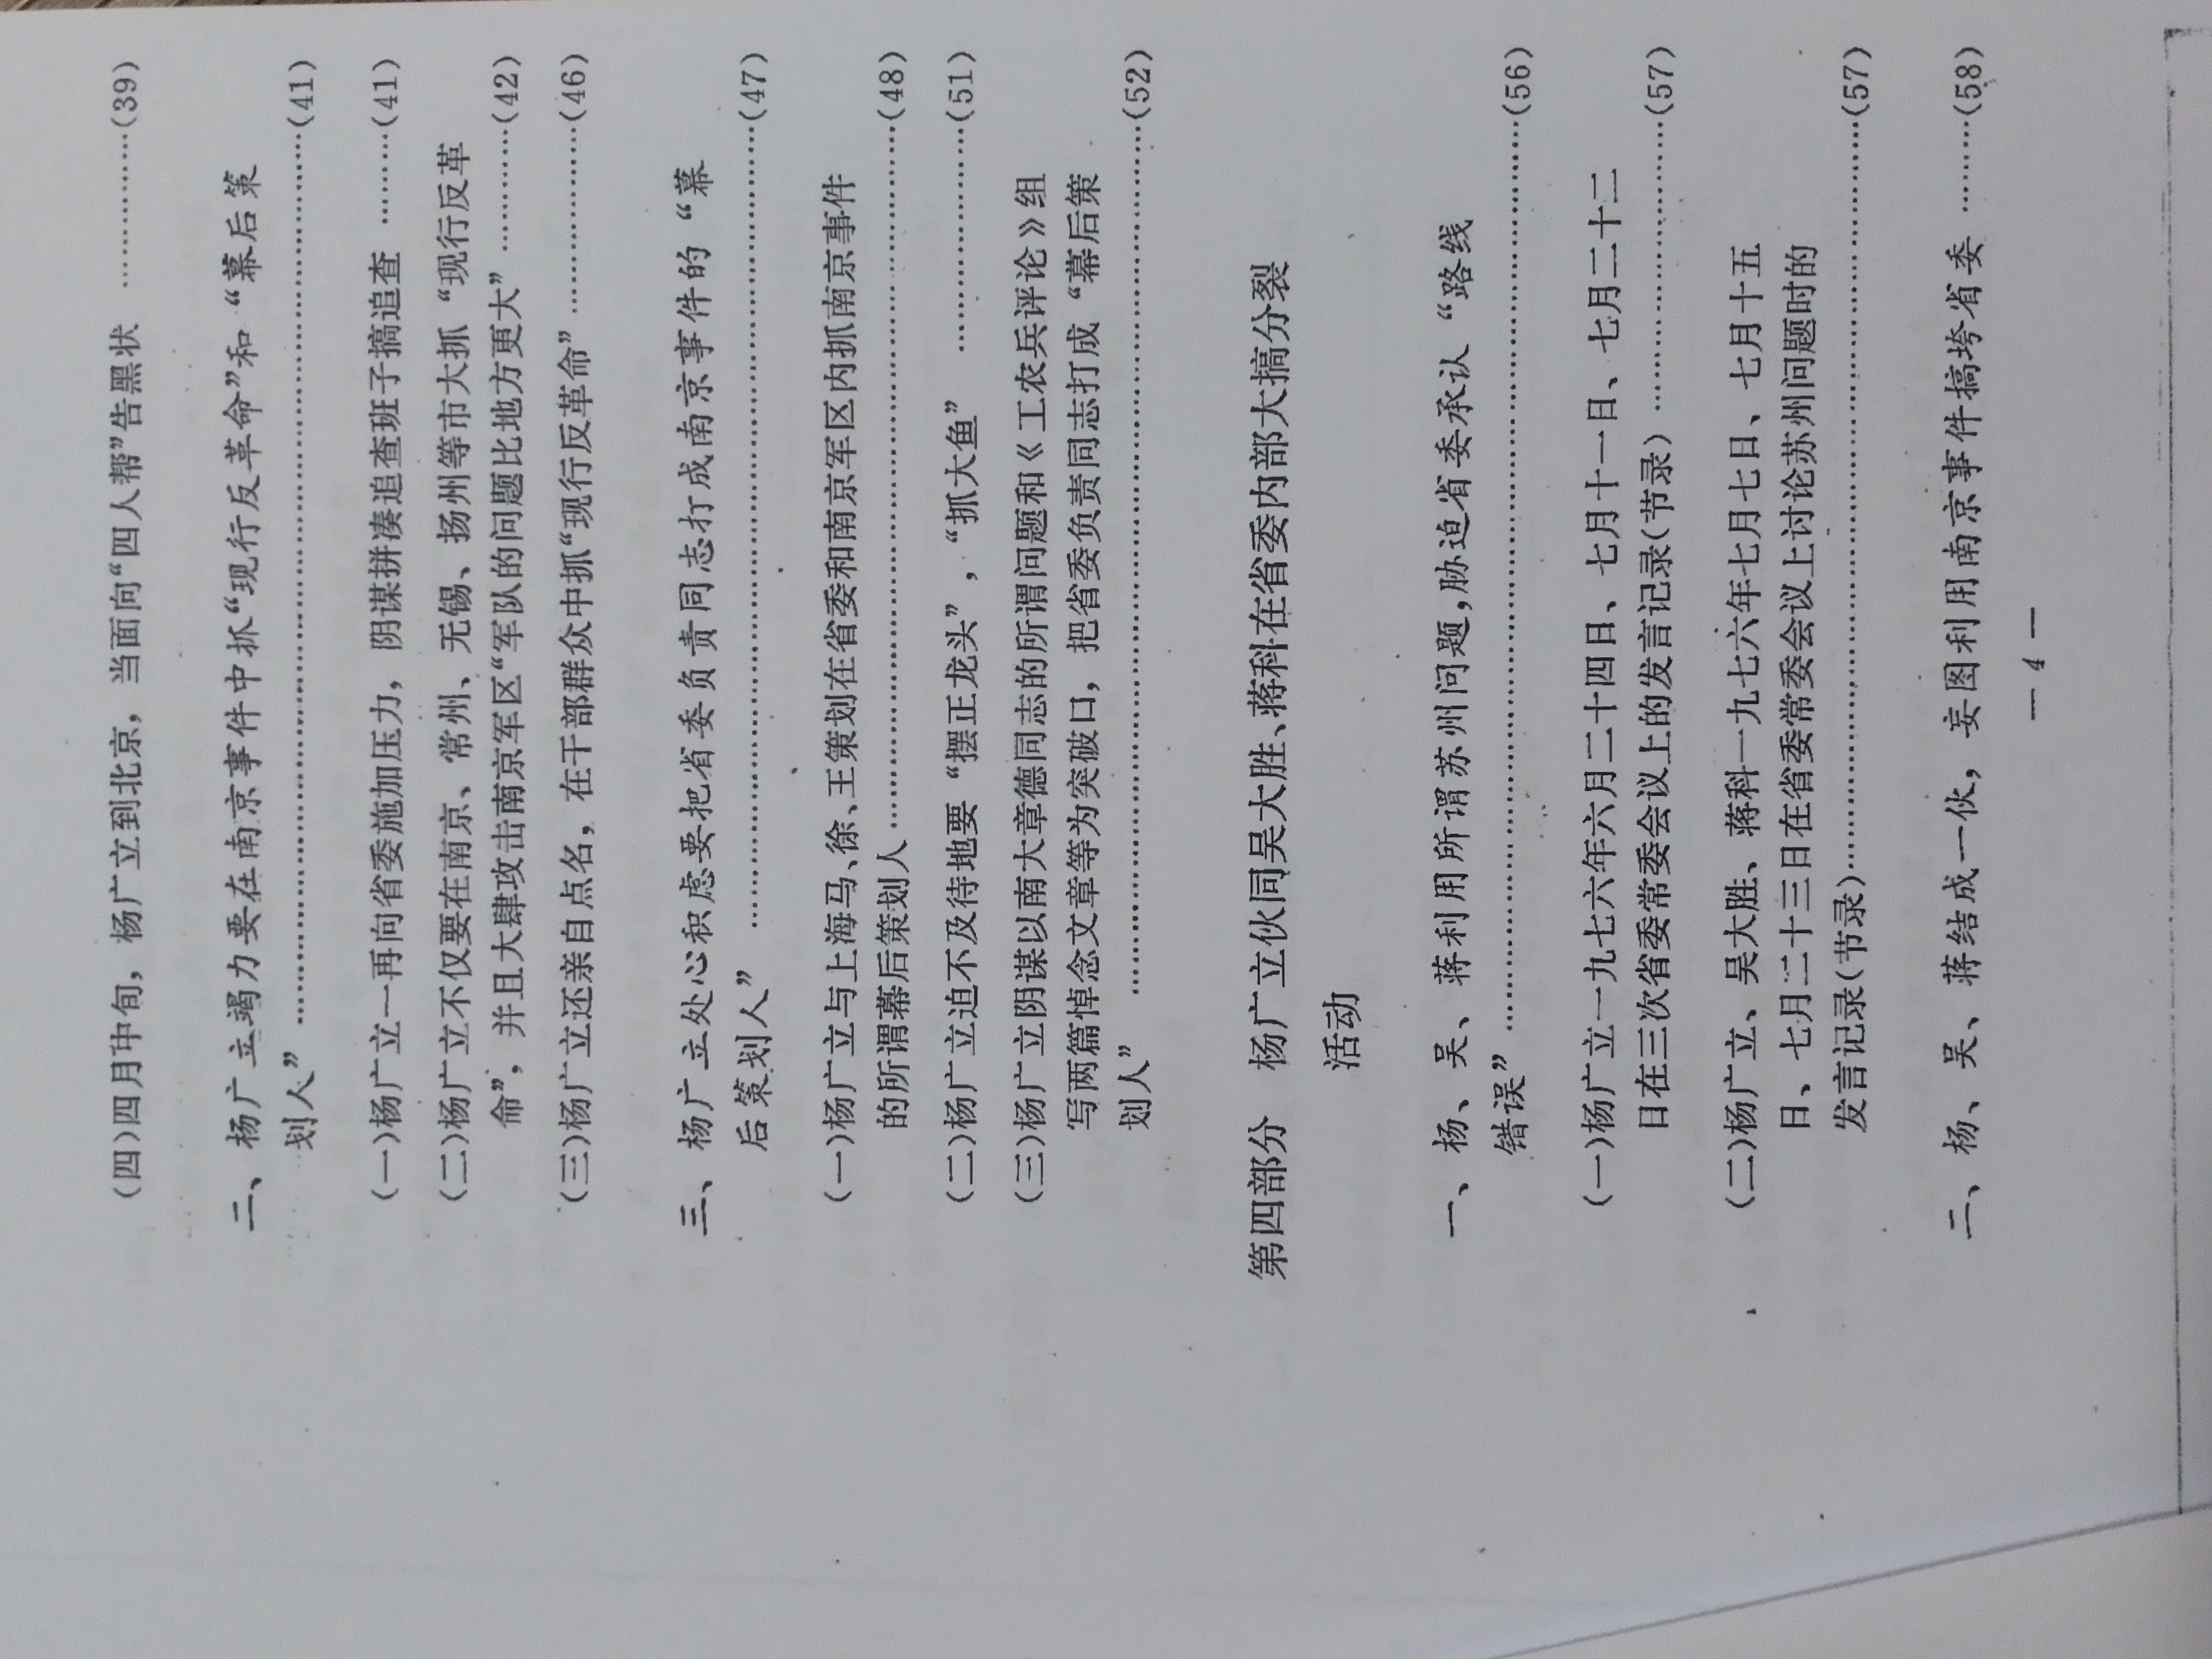 （四）四月中旬，杨广立到北京，当面向“四人帮”告黑状 ……………(39)
二、杨广立竭力要在南京事件中抓“现行反革命”和“幕后策
划人” ……………………………………………………………………(41)
（一）杨广立一再向省委施加压力，阴谋拼凑追查班子搞追查 ………(41)
（二）杨广立不仅要在南京、常州、无锡、扬州等市大抓“现行反革
命”，并且大肆攻击南京军区“军队的问题比地方更大” …………(42)
（三）杨广立还亲自点名，在干部群众中抓“现行反革命” ………………(46)
三、杨广立处心积虑要把省委负责同志打成南京事件的“幕
后策划人” ……………………………………………………………(47)
（一）杨广立与上海马、徐、王策划在省委和南京军区内抓南京事件
的所谓幕后策划人 ……………………………………………………(48)
（二）杨广立迫不及待地要“摆正龙头”，“抓大鱼” …………………(51)
（三）杨广立阴谋以南大章德同志的所谓问题和《工农兵评论》组
写两篇悼念文章等为突破口，把省委负责同志打成“幕后策
划人” …………………………………………………………………(52)
第四部分 杨广立伙同吴大胜、蒋科在省委内部大搞分裂
活动
一、杨、吴、蒋利用所谓苏州问题，胁迫省委承认“路线
错误” ……………………………………………………………………(56)
（一）杨广立一九七六年六月二十四日、七月十一日、七月二十二
日在三次省委常委会议上的发言记录（节录） ………………………(57)
（二）杨广立、吴大胜、蒋科一九七六年七月七日、七月十五
日、七月二十三日在省委常委会议上讨论苏州问题时的
发言记录（节录） ………………………………………………………(57)
二、杨、吴、蒋结成一伙，妄图利用南京事件搞垮省委 ………(58)
— 4 —